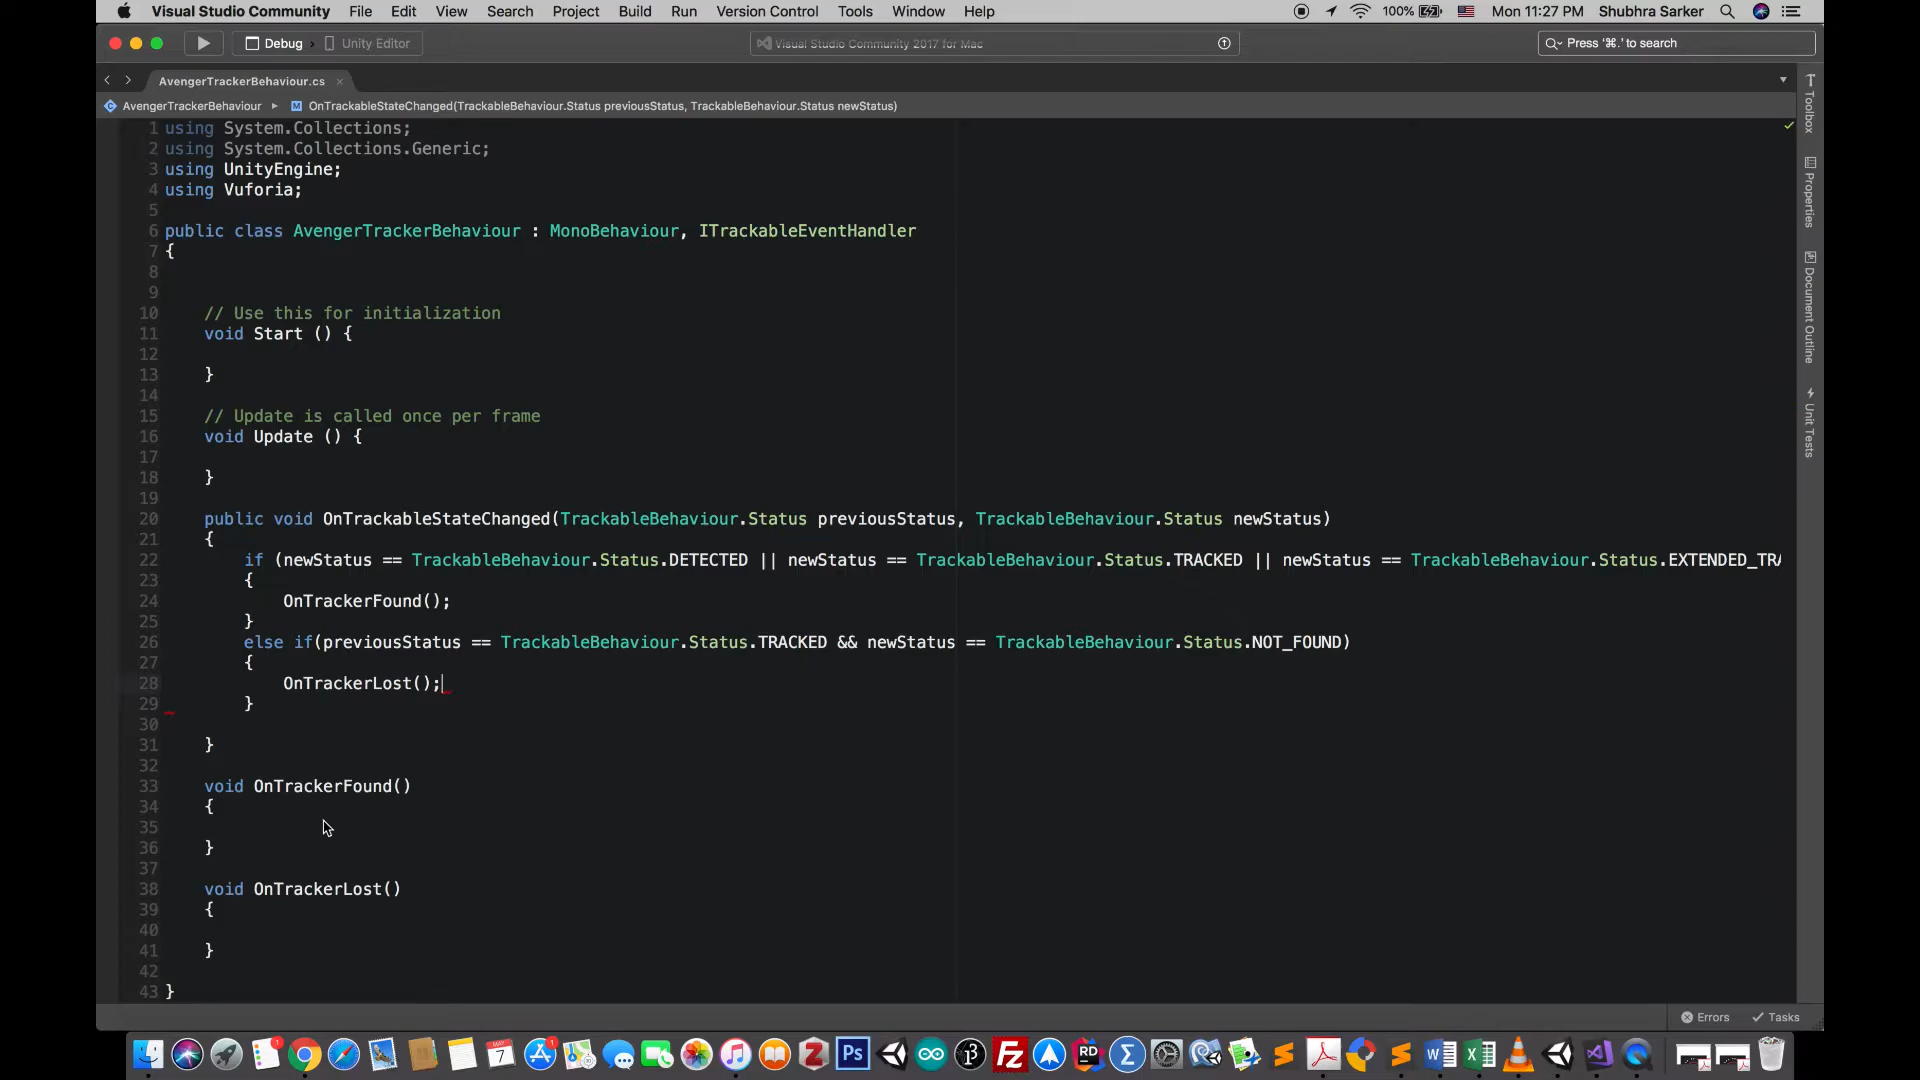 Visual Studio Community File Edit View Search Project Build Run Version Control Tools Window Help 100% Mon 11:27 PM Shubhra Sarker
Debug Unity Editor Visual Studio Community 2017 for Mac Press '⌘.' to search
AvengerTrackerBehaviour.cs
AvengerTrackerBehaviour OnTrackableStateChanged(TrackableBehaviour.Status previousStatus, TrackableBehaviour.Status newStatus)
1 using System.Collections;
2 using System.Collections.Generic;
3 using UnityEngine;
4 using Vuforia;
5
6 public class AvengerTrackerBehaviour : MonoBehaviour, ITrackableEventHandler
7 {
8
9
10 // Use this for initialization
11 void Start () {
12
13 }
14
15 // Update is called once per frame
16 void Update () {
17
18 }
19
20 public void OnTrackableStateChanged(TrackableBehaviour.Status previousStatus, TrackableBehaviour.Status newStatus)
21 {
22 if (newStatus == TrackableBehaviour.Status.DETECTED || newStatus == TrackableBehaviour.Status.TRACKED || newStatus == TrackableBehaviour.Status.EXTENDED_TRA
23 {
24 OnTrackerFound();
25 }
26 else if(previousStatus == TrackableBehaviour.Status.TRACKED && newStatus == TrackableBehaviour.Status.NOT_FOUND)
27 {
28 OnTrackerLost();
29 }
30
31 }
32
33 void OnTrackerFound()
34 {
35
36 }
37
38 void OnTrackerLost()
39 {
40
41 }
42
43 }
Toolbox
Properties
Document Outline
Unit Tests
Errors Tasks
1
MAY
7
Ps
FZ
RD